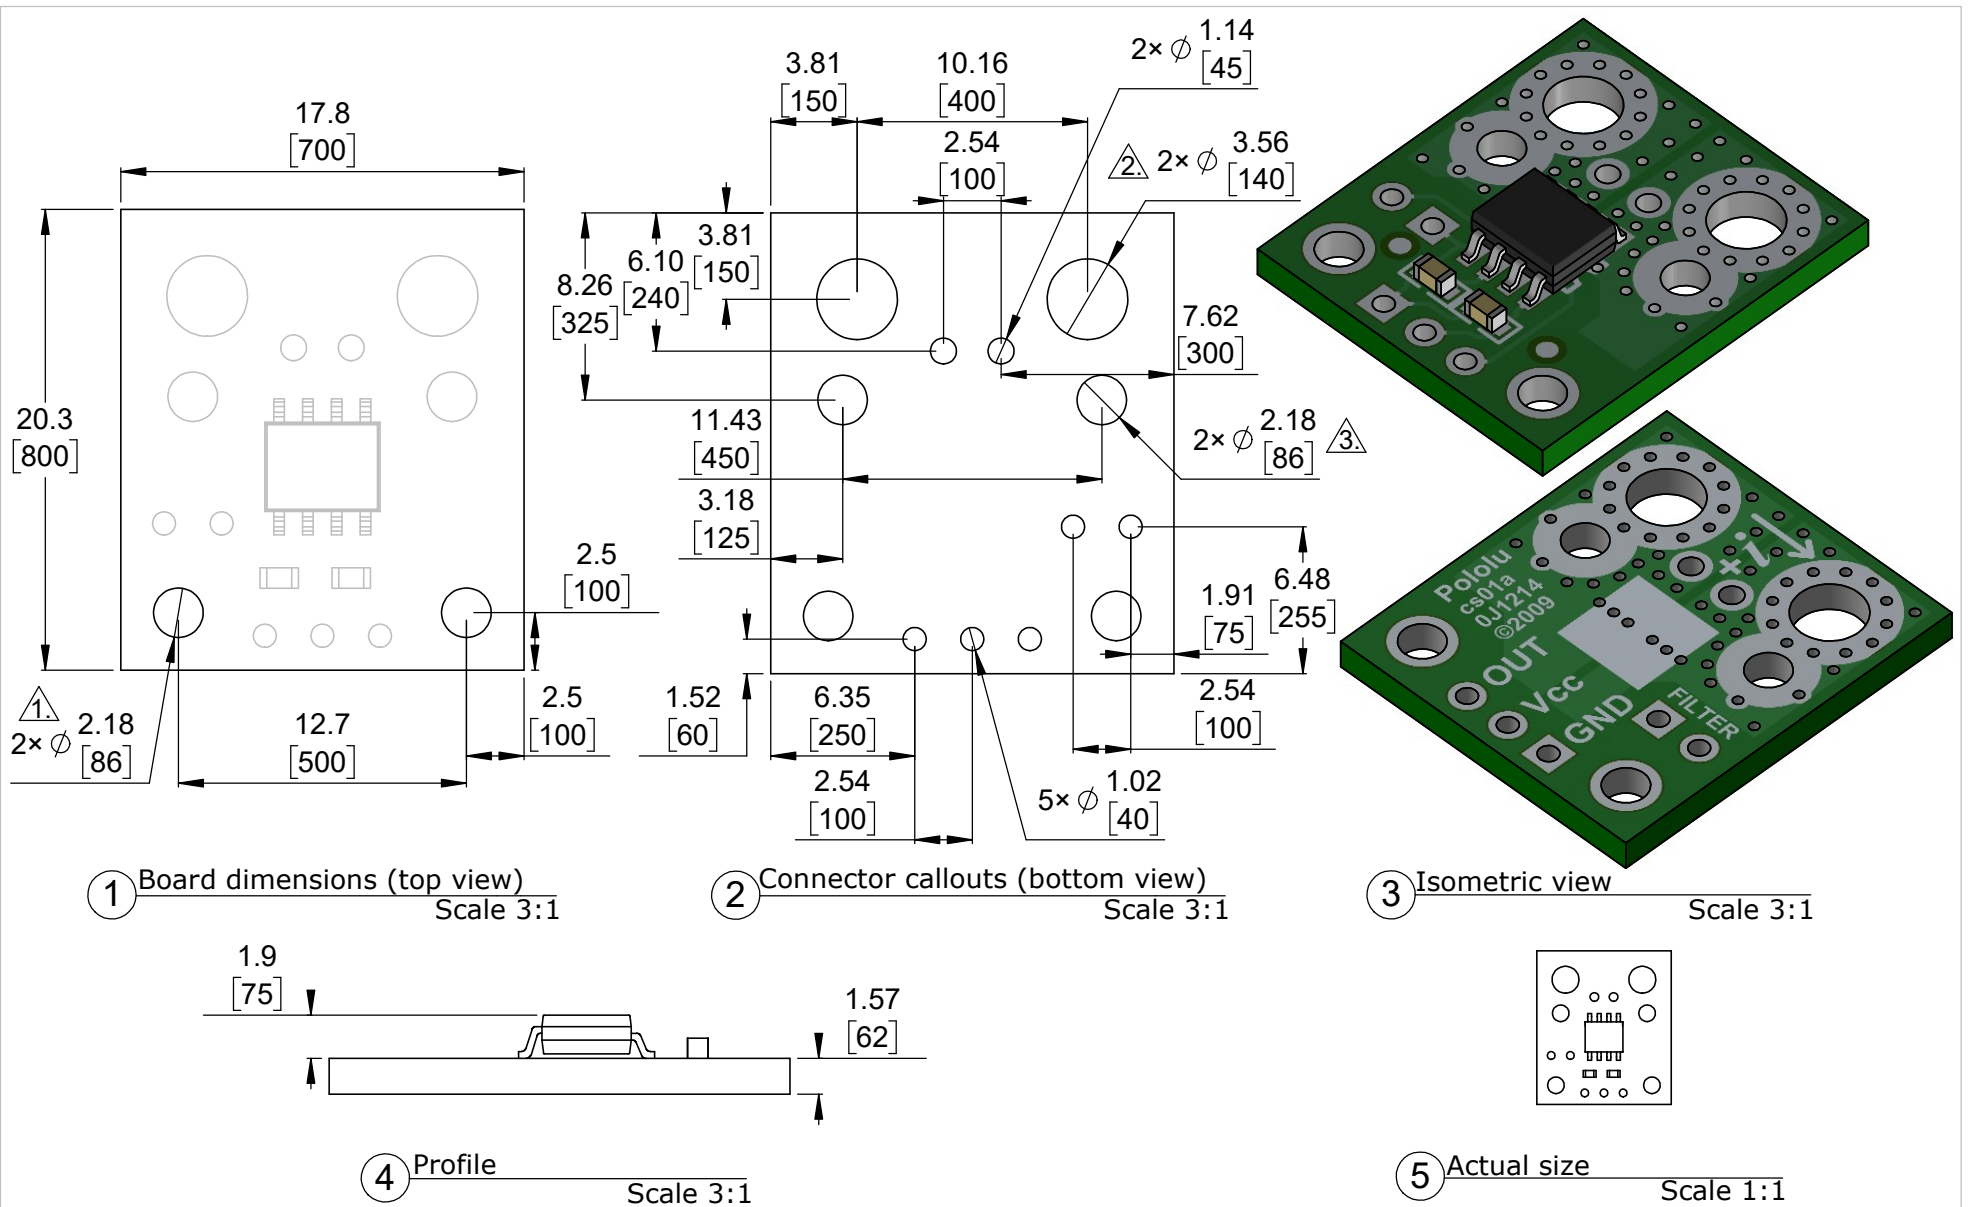 17.8
[700]
20.3
[800]
2.5
[100]
2.5
[100]
12.7
[500]
1.
2× ⌀ 2.18
[86]
1 Board dimensions (top view)
Scale 3:1
3.81
[150]
10.16
[400]
2× ⌀ 1.14
[45]
2.54
[100]
2. 2× ⌀ 3.56
[140]
3.81
[150]
6.10
[240]
8.26
[325]
7.62
[300]
11.43
[450]
2× ⌀ 2.18 3.
[86]
3.18
[125]
1.91
[75]
6.48
[255]
1.52
[60]
6.35
[250]
2.54
[100]
2.54
[100]
5× ⌀ 1.02
[40]
2 Connector callouts (bottom view)
Scale 3:1
Pololu
cs01a
0J1214
©2009
+i
OUT
Vcc
GND
FILTER
3 Isometric view
Scale 3:1
1.9
[75]
1.57
[62]
4 Profile
Scale 3:1
5 Actual size
Scale 1:1